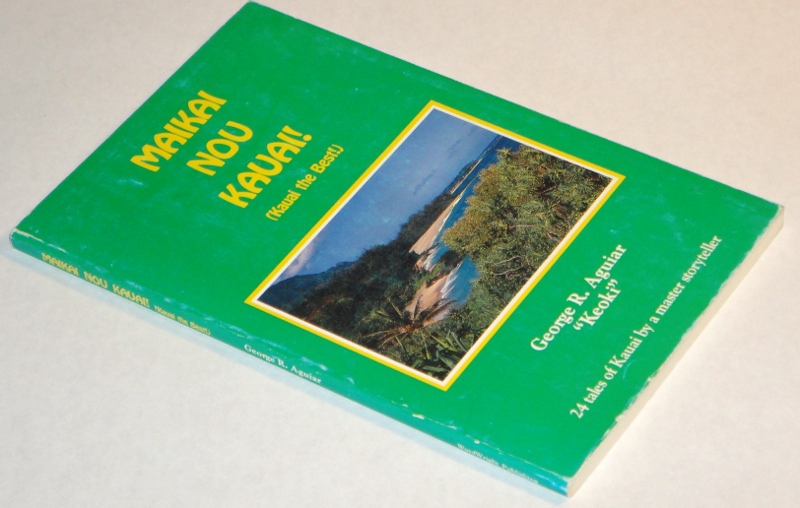 MAIKAI
NOU
KAUAI!
(Kauai the Best!)
George R. Aguiar
"Keoki"
24 tales of Kauai by a master storyteller
MAIKAI NOU KAUAI! (Kauai the Best!) George R. Aguiar